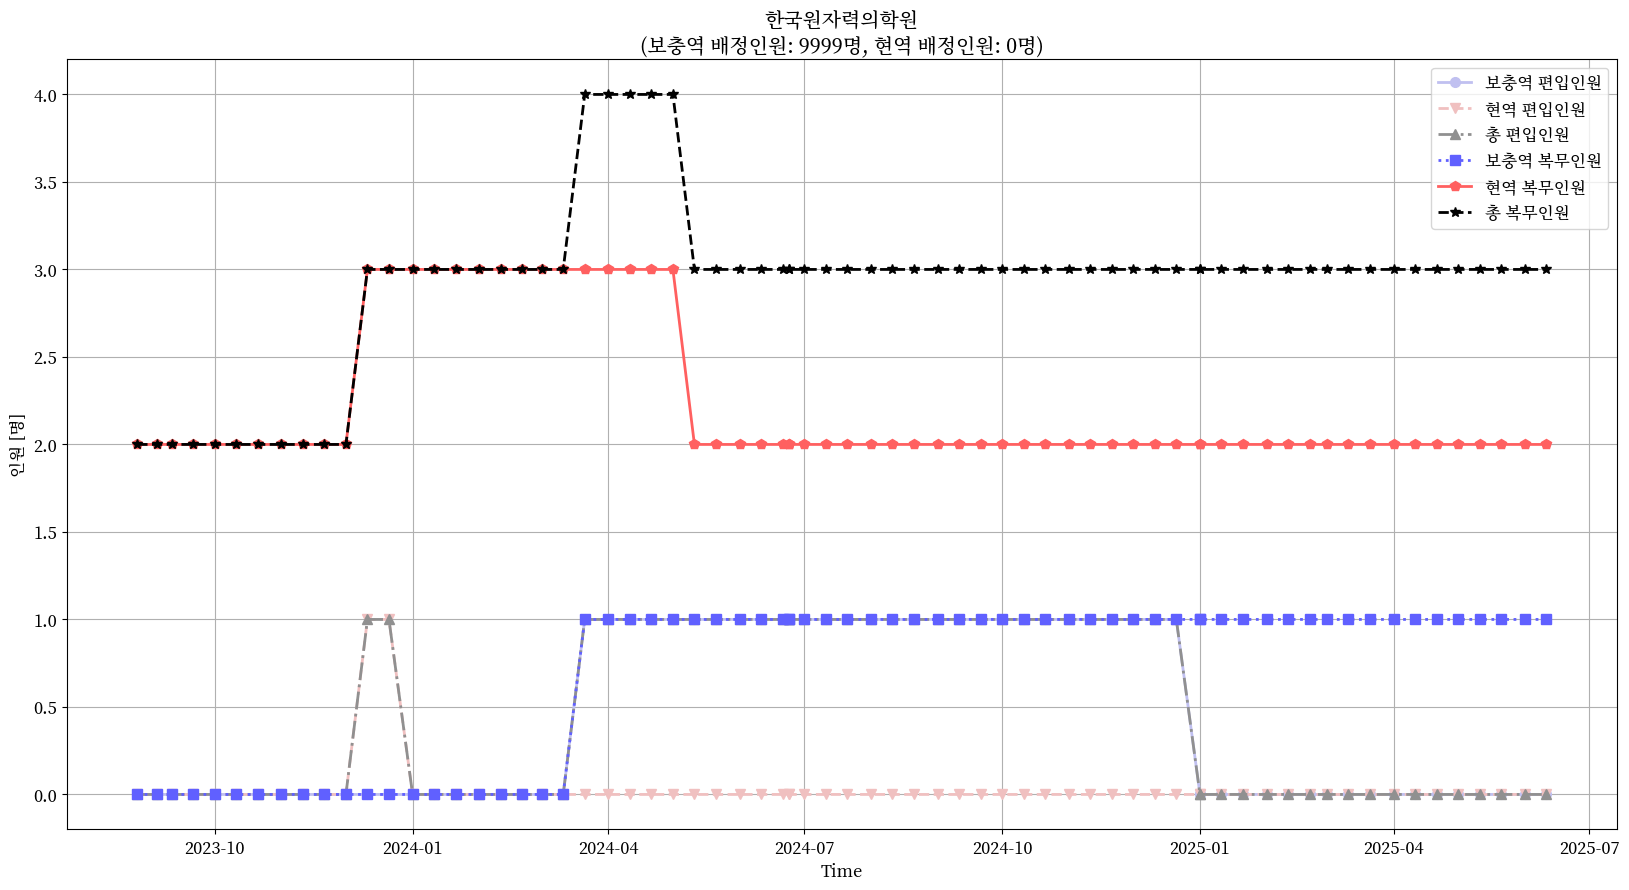 한국원자력의학원
(보충역 배정인원: 9999명, 현역 배정인원: 0명)
보충역 편입인원
현역 편입인원
총 편입인원
보충역 복무인원
현역 복무인원
총 복무인원
인원 [명]
4.0
3.5
3.0
2.5
2.0
1.5
1.0
0.5
0.0
2023-10
2024-01
2024-04
2024-07
2024-10
2025-01
2025-04
2025-07
Time